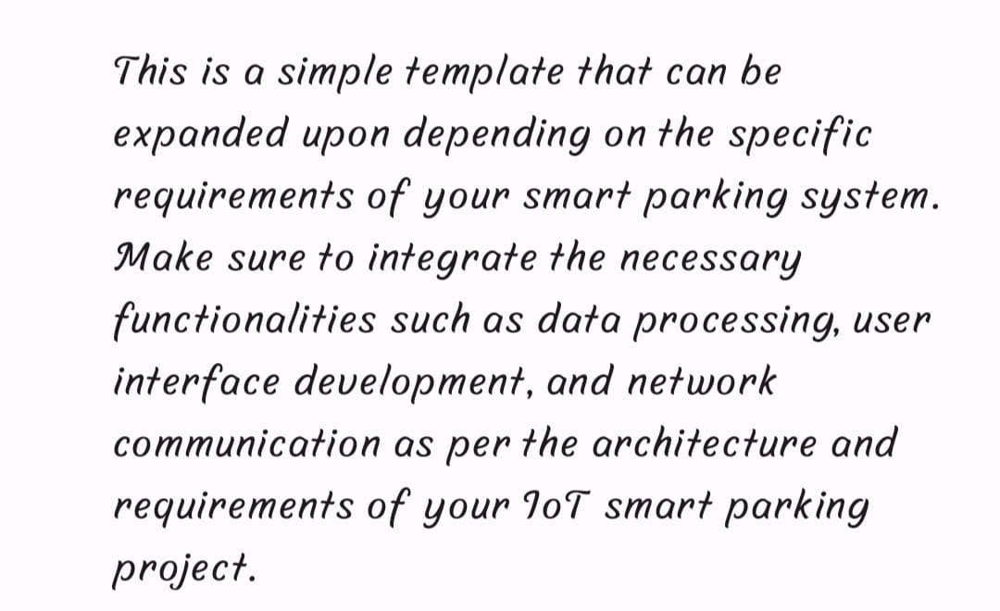 This is a simple template that can be
expanded upon depending on the specific
requirements of your smart parking system.
Make sure to integrate the necessary
functionalities such as data processing, user
interface development, and network
communication as per the architecture and
requirements of your IoT smart parking
project.